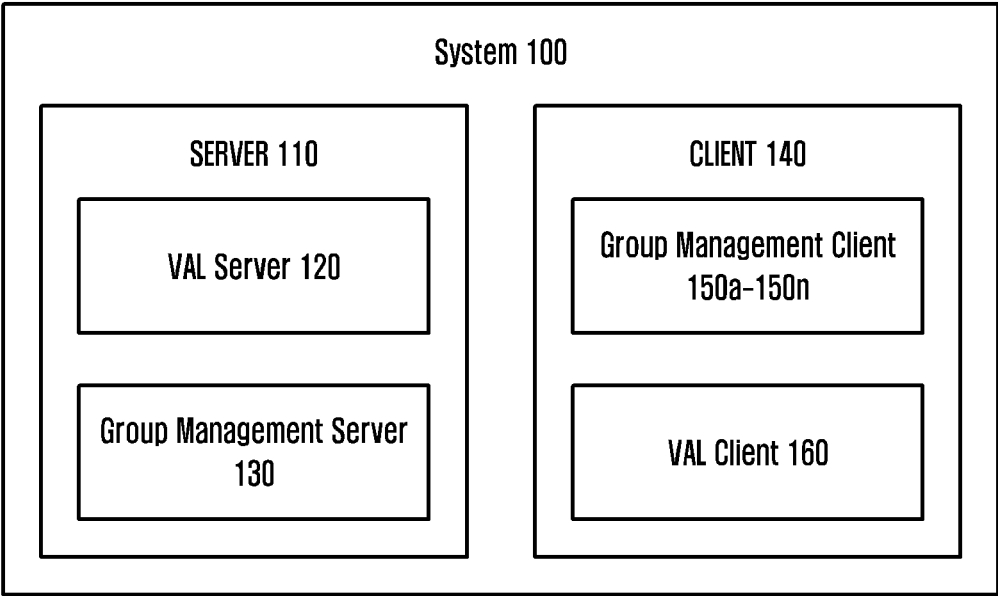 System 100
SERVER 110
VAL Server 120
Group Management Server
130
CLIENT 140
Group Management Client
150a-150n
VAL Client 160